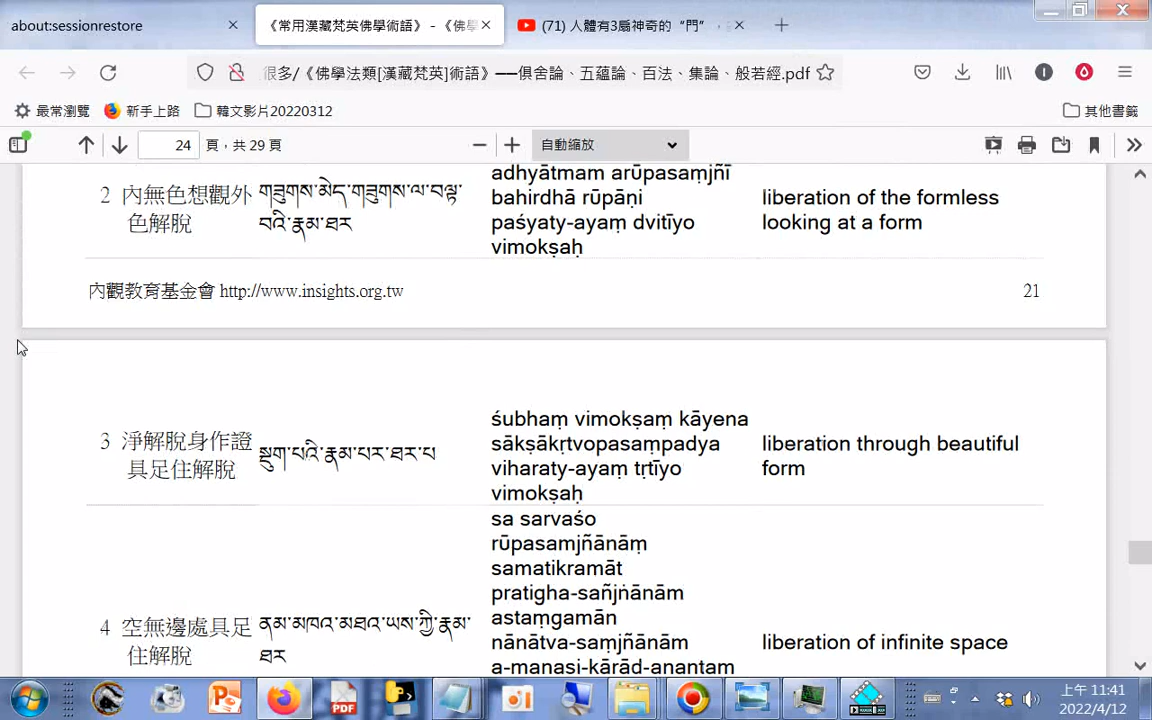 about:sessionrestore
《常用漢藏梵英佛學術語》 - 《佛學
(71) 人體有3扇神奇的“門”，
很多/《佛學法類[漢藏梵英]術語》──俱舍論、五蘊論、百法、集論、般若經.pdf
最常瀏覽 新手上路 韓文影片20220312 其他書籤
24 頁，共 29 頁 自動縮放
2 內無色想觀外色解脫
གཟུགས་མེད་གཟུགས་ལ་བལྟ་
བའི་རྣམ་ཐར
adhyātmam arūpasaṃjñī
bahirdhā rūpāṇi
paśyaty-ayaṃ dvitīyo
vimokṣaḥ
liberation of the formless
looking at a form
內觀教育基金會 http://www.insights.org.tw 21
3 淨解脫身作證
具足住解脫
སྡུག་པའི་རྣམ་པར་ཐར་པ
śubhaṃ vimokṣaṃ kāyena
sākṣākṛtvopasaṃpadya
viharaty-ayaṃ tṛtīyo
vimokṣaḥ
liberation through beautiful
form
4 空無邊處具足
住解脫
ནམ་མཁའ་མཐའ་ཡས་ཀྱི་རྣམ་
ཐར
sa sarvaśo
rūpasamjñānāṃ
samatikramāt
pratigha-sañjṅānām
astaṃgamān
nānātva-saṃjñānām
a-manasi-kārād-anantam
liberation of infinite space
上午 11:41
2022/4/12